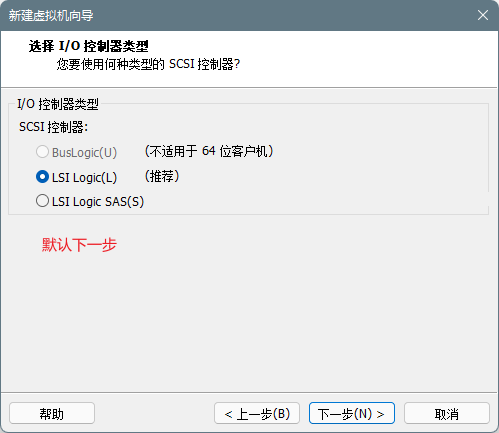 新建虚拟机向导
选择 I/O 控制器类型
您要使用何种类型的 SCSI 控制器?
I/O 控制器类型
SCSI 控制器:
BusLogic(U) (不适用于 64 位客户机)
LSI Logic(L) (推荐)
LSI Logic SAS(S)
默认下一步
帮助 < 上一步(B) 下一步(N) > 取消